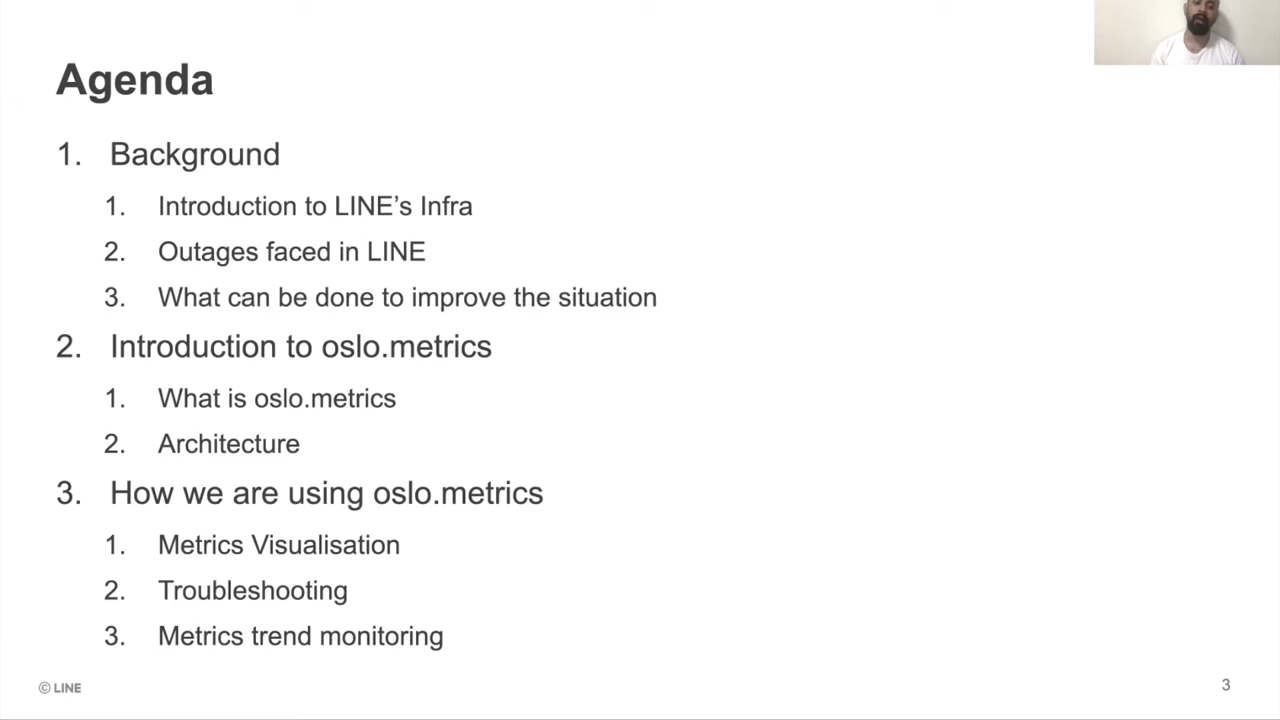 Agenda
1. Background
1. Introduction to LINE’s Infra
2. Outages faced in LINE
3. What can be done to improve the situation
2. Introduction to oslo.metrics
1. What is oslo.metrics
2. Architecture
3. How we are using oslo.metrics
1. Metrics Visualisation
2. Troubleshooting
3. Metrics trend monitoring
© LINE
3